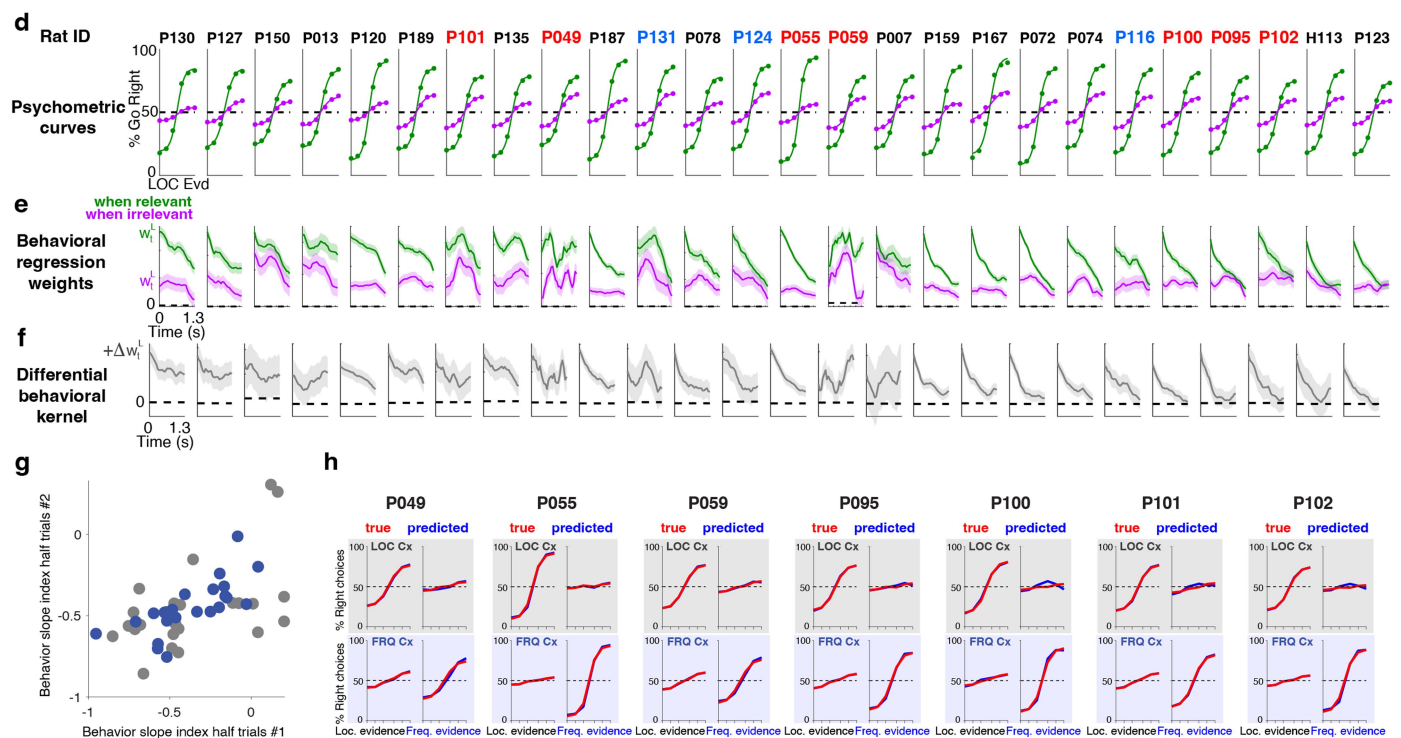 d
Rat ID P130 P127 P150 P013 P120 P189 P101 P135 P049 P187 P131 P078 P124 P055 P059 P007 P159 P167 P072 P074 P116 P100 P095 P102 H113 P123
Psychometric
curves
% Go Right
100
50
0
LOC Evd
e
when relevant
when irrelevant
Behavioral
regression
weights
0
0 1.3
Time (s)
f
Differential
behavioral
kernel
0
0 1.3
Time (s)
g
Behavior slope index half trials #2
0
-0.5
-1
-1 -0.5 0
Behavior slope index half trials #1
h
P049 P055 P059 P095 P100 P101 P102
true predicted true predicted true predicted true predicted true predicted true predicted true predicted
% Right choices
100 LOC Cx 100 LOC Cx 100 LOC Cx 100 LOC Cx 100 LOC Cx 100 LOC Cx 100 LOC Cx
50 50 50 50 50 50 50
0 0 0 0 0 0 0
% Right choices
100 FRQ Cx 100 FRQ Cx 100 FRQ Cx 100 FRQ Cx 100 FRQ Cx 100 FRQ Cx 100 FRQ Cx
50 50 50 50 50 50 50
0 0 0 0 0 0 0
Loc. evidence Freq. evidence Loc. evidence Freq. evidence Loc. evidence Freq. evidence Loc. evidence Freq. evidence Loc. evidence Freq. evidence Loc. evidence Freq. evidence Loc. evidence Freq. evidence